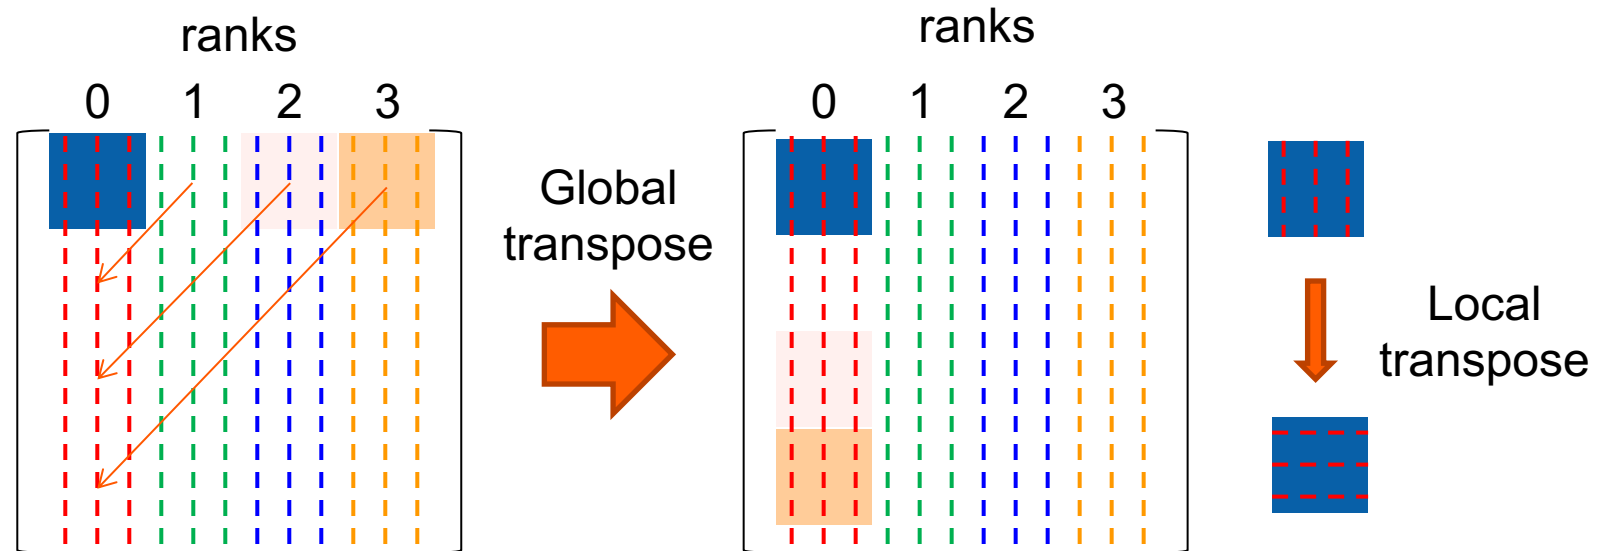 ranks
0 1 2 3
Global
transpose
ranks
0 1 2 3
Local
transpose